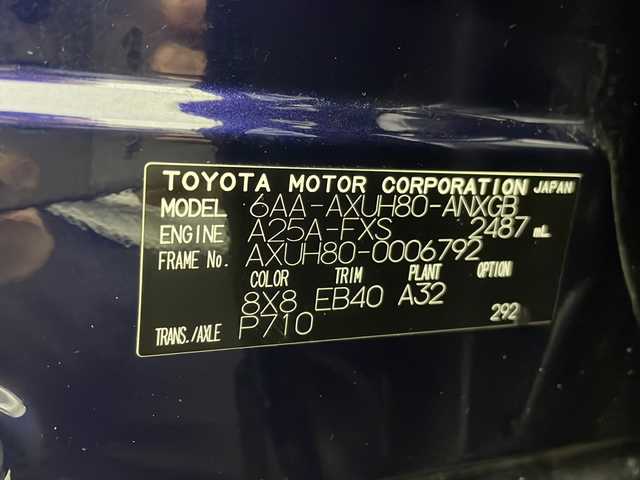 TOYOTA MOTOR CORPORATION JAPAN
MODEL 6AA-AXUH80-ANXGB
ENGINE A25A-FXS 2487 mL
FRAME No. AXUH80-0006792
COLOR TRIM PLANT OPTION
8X8 EB40 A32
TRANS./AXLE P710 292